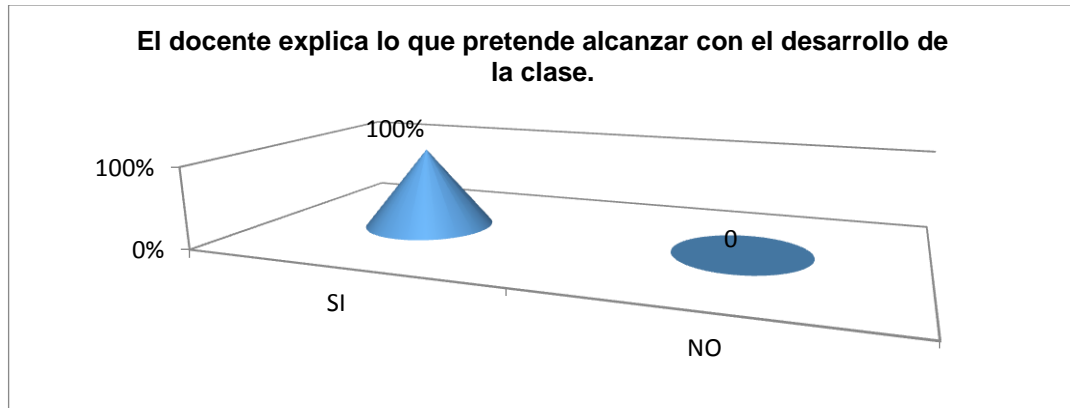 El docente explica lo que pretende alcanzar con el desarrollo de
la clase.
100%
100%
0%
0
SI
NO